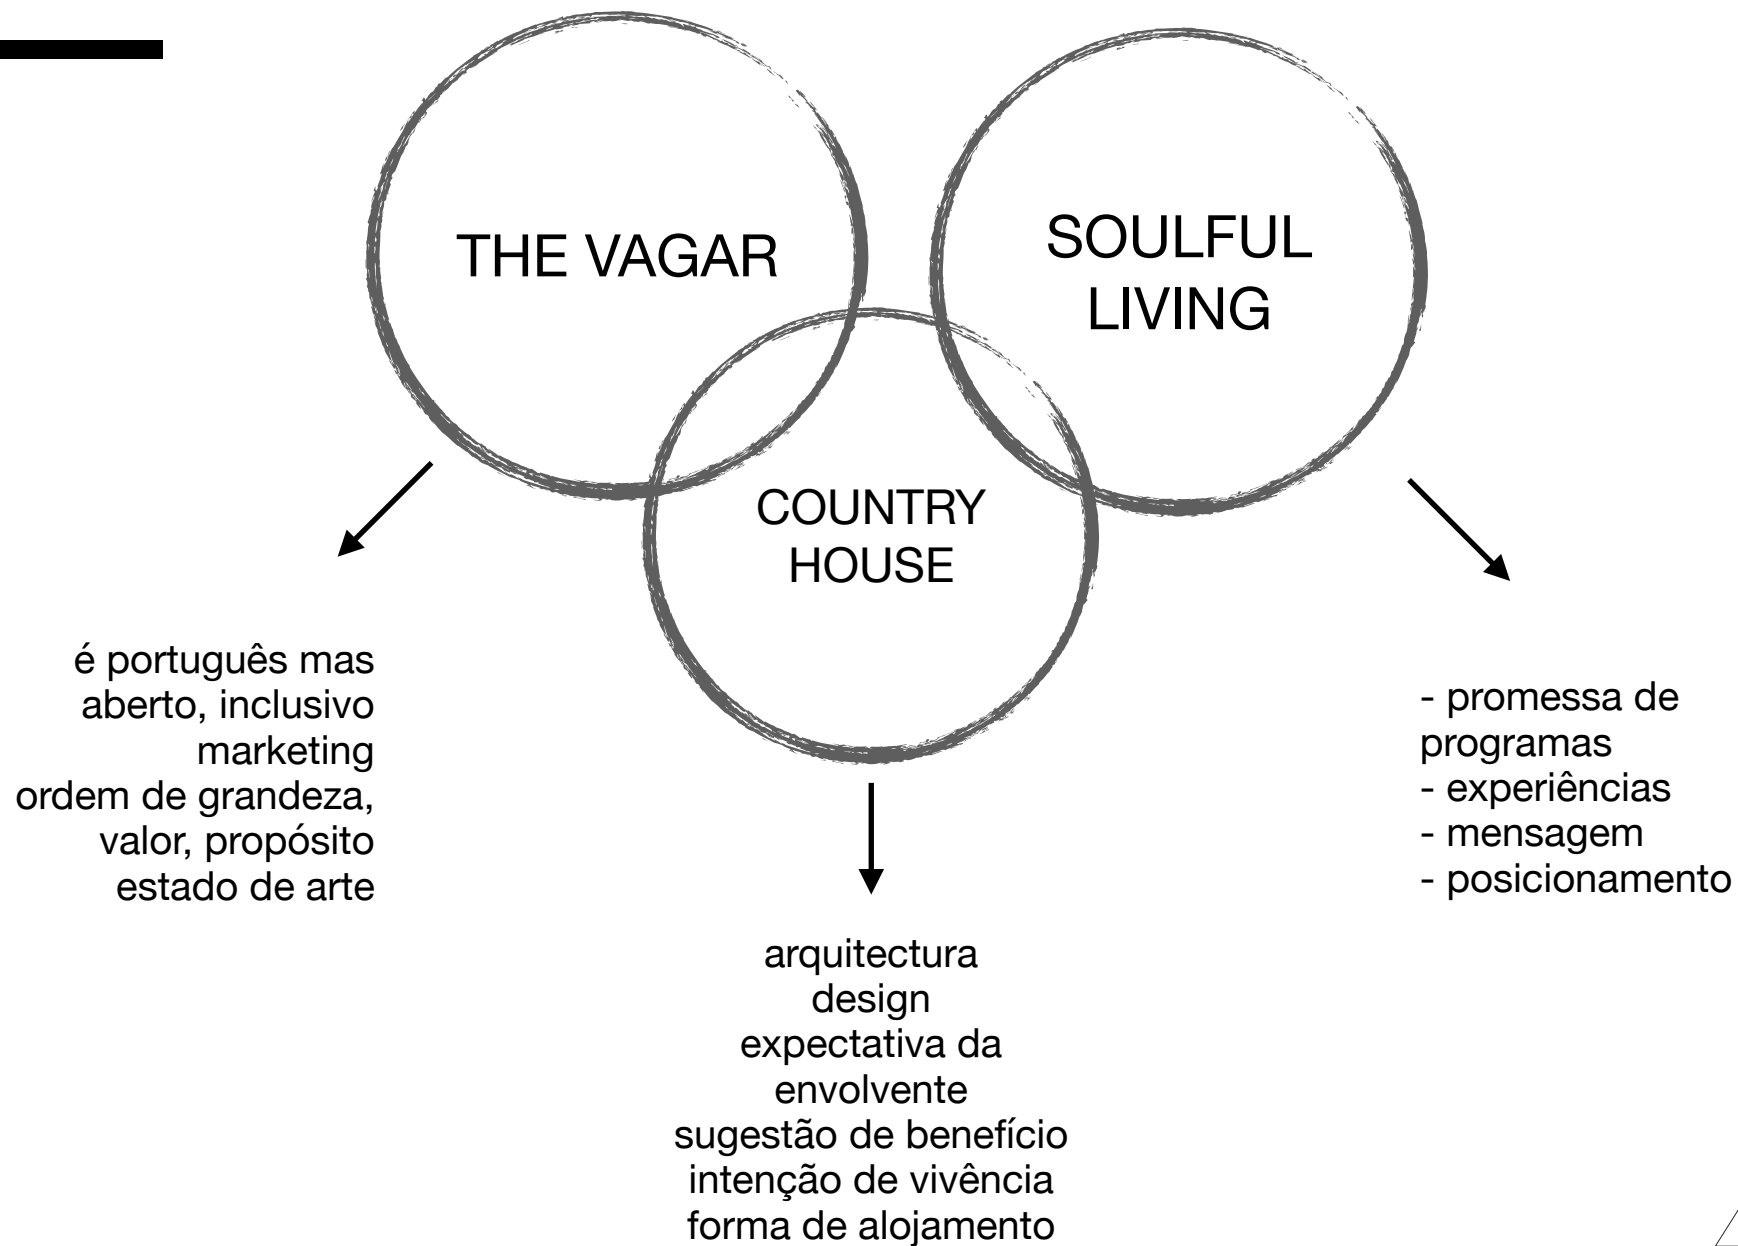 THE VAGAR
SOULFUL
LIVING
COUNTRY
HOUSE
é português mas
aberto, inclusivo
marketing
ordem de grandeza,
valor, propósito
estado de arte
- promessa de
programas
- experiências
- mensagem
- posicionamento
arquitectura
design
expectativa da
envolvente
sugestão de benefício
intenção de vivência
forma de alojamento